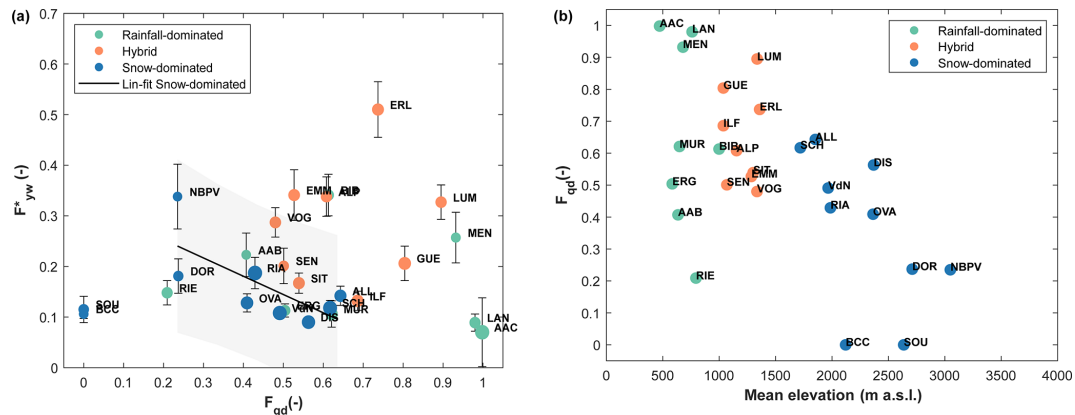 (a)
F*yw (-)
0.6
0.5
0.4
0.3
0.2
0.1
0
Rainfall-dominated
Hybrid
Snow-dominated
Lin-fit Snow-dominated
ERL
NBPV
EMM
BIB
ALP
LUM
VOG
MEN
AAB
SEN
GUE
RIA
DOR
SIT
RIE
ALL
ILF
OVA
ERG
SCH
SOU
BCC
VdN
MUR
DIS
LAN
AAC
0 0.1 0.2 0.3 0.4 0.5 0.6 0.7 0.8 0.9 1
Fqd(-)
(b)
Fqd(-)
1
0.9
0.8
0.7
0.6
0.5
0.4
0.3
0.2
0.1
0
Rainfall-dominated
Hybrid
Snow-dominated
AAC
LAN
MEN
LUM
GUE
ERL
ILF
ALL
MUR
BIB
ALP
SCH
DIS
SIT
EMM
ERG
SEN
VOG
VdN
RIA
AAB
OVA
RIE
DOR
NBPV
BCC
SOU
0 500 1000 1500 2000 2500 3000 3500 4000
Mean elevation (m a.s.l.)